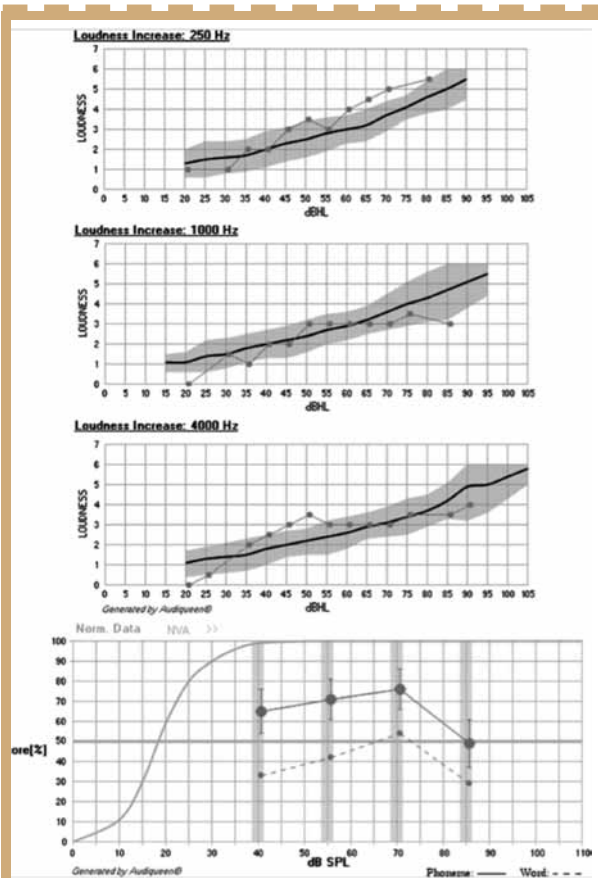 Loudness Increase: 250 Hz
7
6
5
4
3
2
1
0
LOUDNESS
0 5 10 15 20 25 30 35 40 45 50 55 60 65 70 75 80 85 90 95 100 105
dBHL
Loudness Increase: 1000 Hz
7
6
5
4
3
2
1
0
LOUDNESS
0 5 10 15 20 25 30 35 40 45 50 55 60 65 70 75 80 85 90 95 100 105
dBHL
Loudness Increase: 4000 Hz
7
6
5
4
3
2
1
0
LOUDNESS
0 5 10 15 20 25 30 35 40 45 50 55 60 65 70 75 80 85 90 95 100 105
Generated by Audiqueen® dBHL
Norm. Data NVA >>
100
90
80
70
60
50
40
30
20
10
0
ore[%]
0 10 20 30 40 50 60 70 80 90 100 110
dB SPL
Generated by Audiqueen® Phoneme: Word: